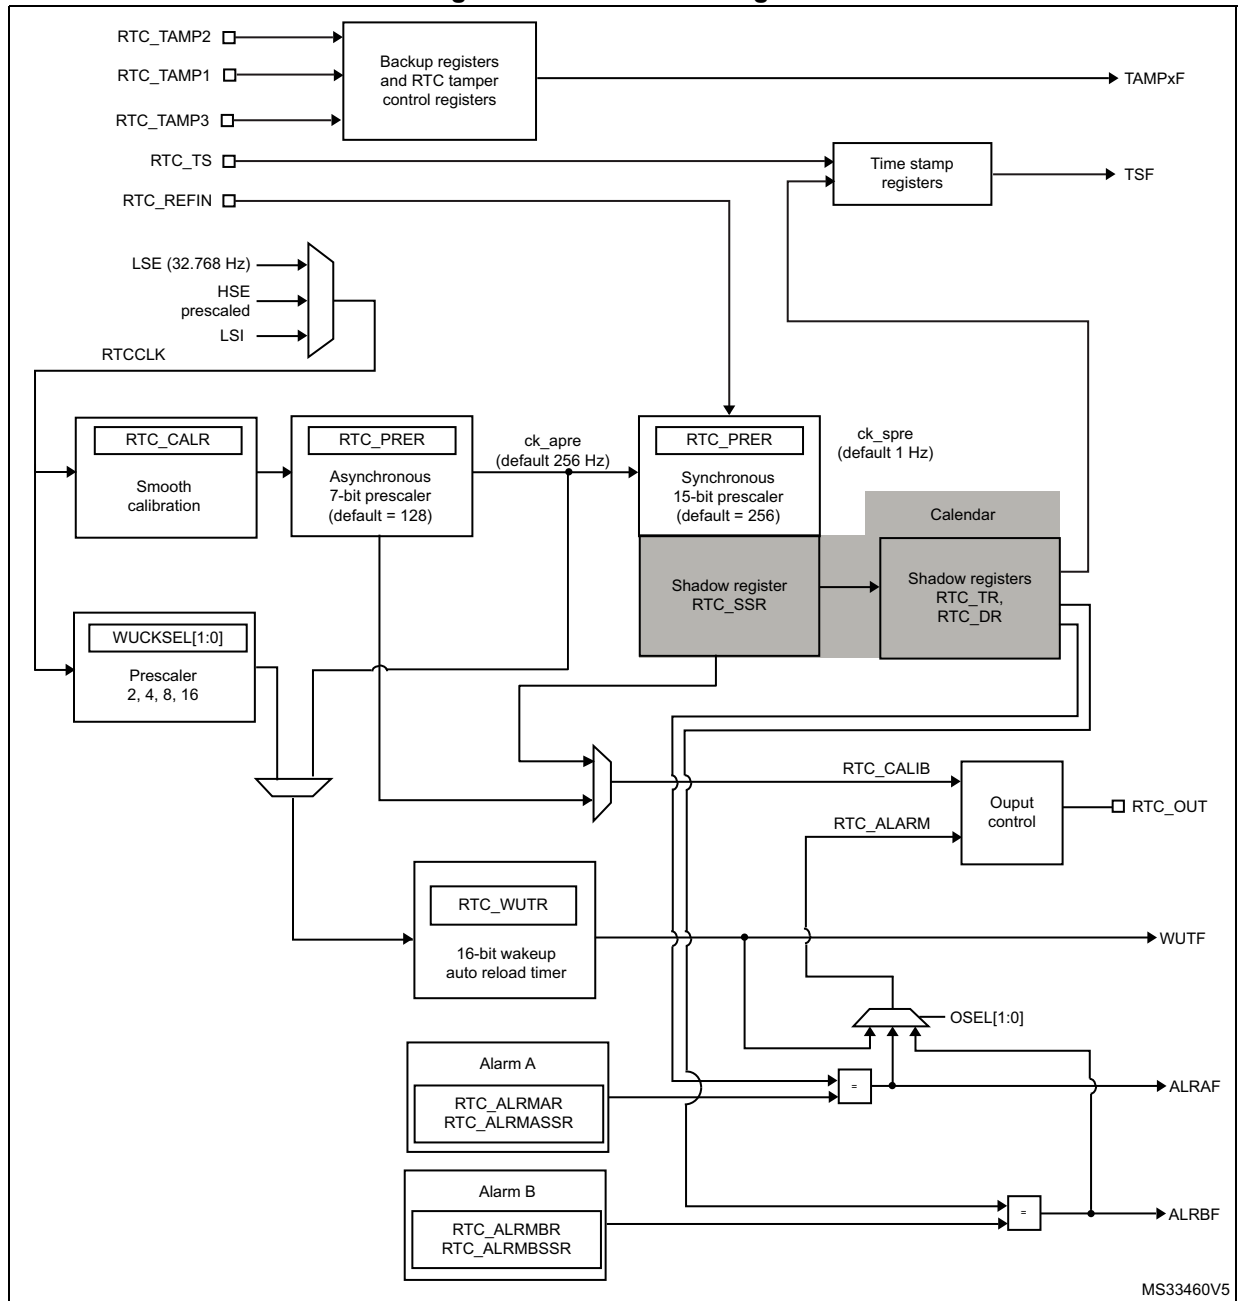 RTC_TAMP2
RTC_TAMP1
RTC_TAMP3
Backup registers
and RTC tamper
control registers
TAMPxF
RTC_TS
RTC_REFIN
Time stamp
registers
TSF
LSE (32.768 Hz)
HSE
prescaled
LSI
RTCCLK
RTC_CALR
Smooth
calibration
RTC_PRER
Asynchronous
7-bit prescaler
(default = 128)
ck_apre
(default 256 Hz)
RTC_PRER
Synchronous
15-bit prescaler
(default = 256)
ck_spre
(default 1 Hz)
Calendar
Shadow register
RTC_SSR
Shadow registers
RTC_TR,
RTC_DR
WUCKSEL[1:0]
Prescaler
2, 4, 8, 16
RTC_CALIB
RTC_ALARM
Ouput
control
RTC_OUT
RTC_WUTR
16-bit wakeup
auto reload timer
WUTF
OSEL[1:0]
Alarm A
RTC_ALRMAR
RTC_ALRMASSR
=
ALRAF
Alarm B
RTC_ALRMBR
RTC_ALRMBSSR
=
ALRBF
MS33460V5